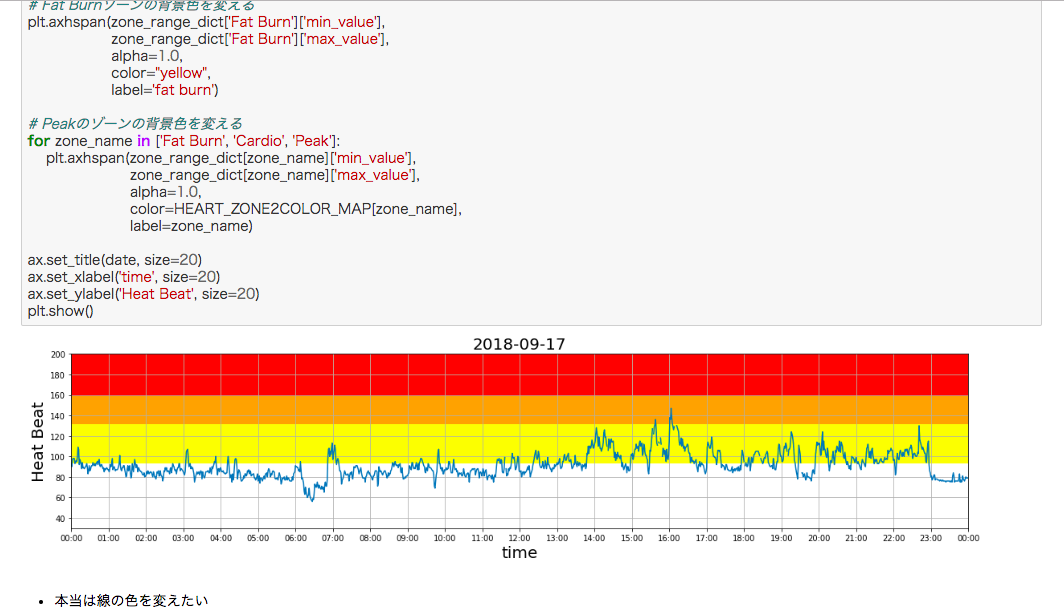 # Fat Burnゾーンの背景色を変える
plt.axhspan(zone_range_dict['Fat Burn']['min_value'],
zone_range_dict['Fat Burn']['max_value'],
alpha=1.0,
color="yellow",
label='fat burn')
# Peakのゾーンの背景色を変える
for zone_name in ['Fat Burn', 'Cardio', 'Peak']:
plt.axhspan(zone_range_dict[zone_name]['min_value'],
zone_range_dict[zone_name]['max_value'],
alpha=1.0,
color=HEART_ZONE2COLOR_MAP[zone_name],
label=zone_name)
ax.set_title(date, size=20)
ax.set_xlabel('time', size=20)
ax.set_ylabel('Heat Beat', size=20)
plt.show()
2018-09-17
Heat Beat
200
180
160
140
120
100
80
60
40
00:00 01:00 02:00 03:00 04:00 05:00 06:00 07:00 08:00 09:00 10:00 11:00 12:00 13:00 14:00 15:00 16:00 17:00 18:00 19:00 20:00 21:00 22:00 23:00 00:00
time
• 本当は線の色を変えたい